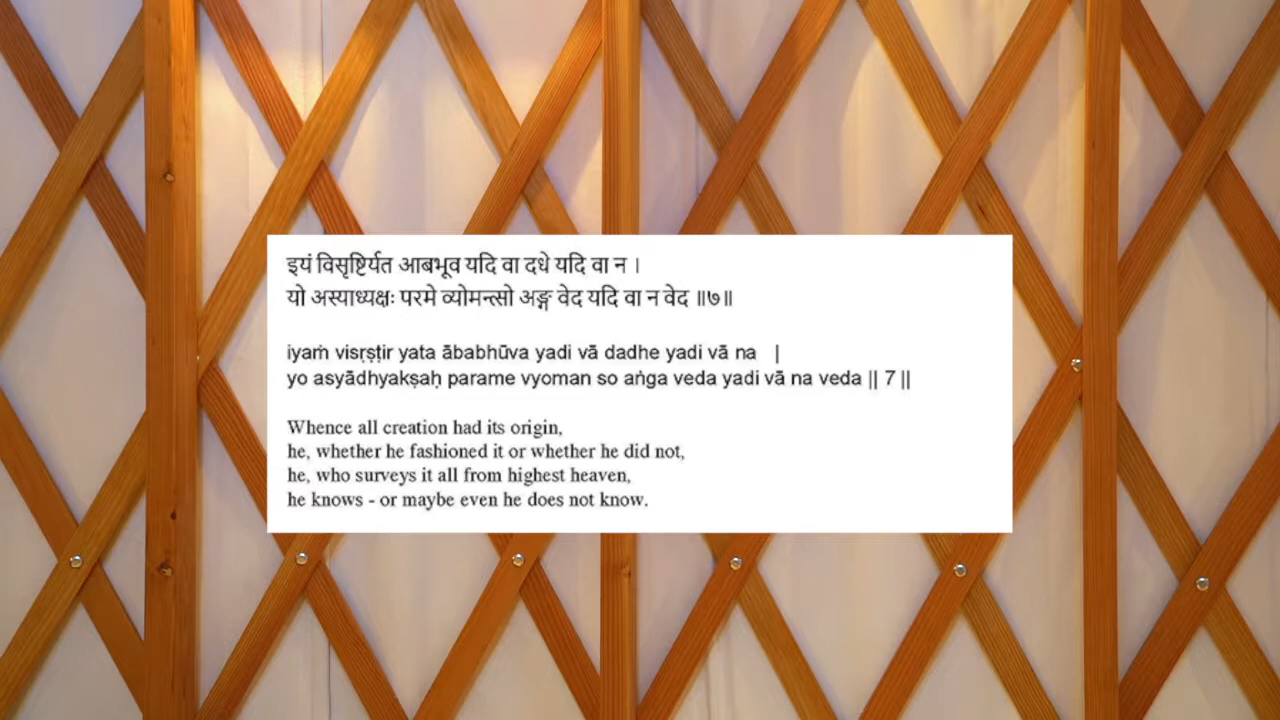 इयं विसृष्टिर्यत आबभूव यदि वा दधे यदि वा न ।
यो अस्याध्यक्षः परमे व्योमन्त्सो अङ्ग वेद यदि वा न वेद ॥७॥
iyaṁ visṛṣṭir yata ābabhūva yadi vā dadhe yadi vā na |
yo asyādhyakṣaḥ parame vyoman so aṅga veda yadi vā na veda || 7 ||
Whence all creation had its origin,
he, whether he fashioned it or whether he did not,
he, who surveys it all from highest heaven,
he knows - or maybe even he does not know.